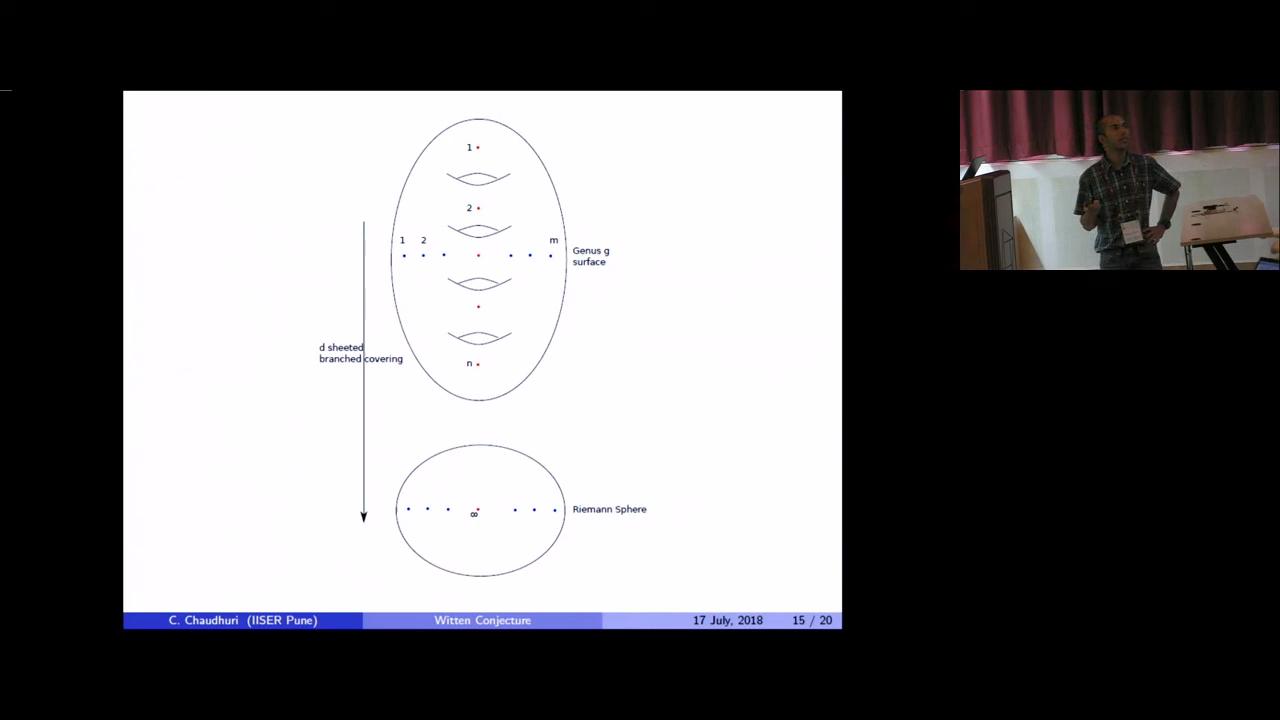 1
2
1 2 m
Genus g
surface
d sheeted
branched covering
n
∞
Riemann Sphere
C. Chaudhuri (IISER Pune) Witten Conjecture 17 July, 2018 15 / 20